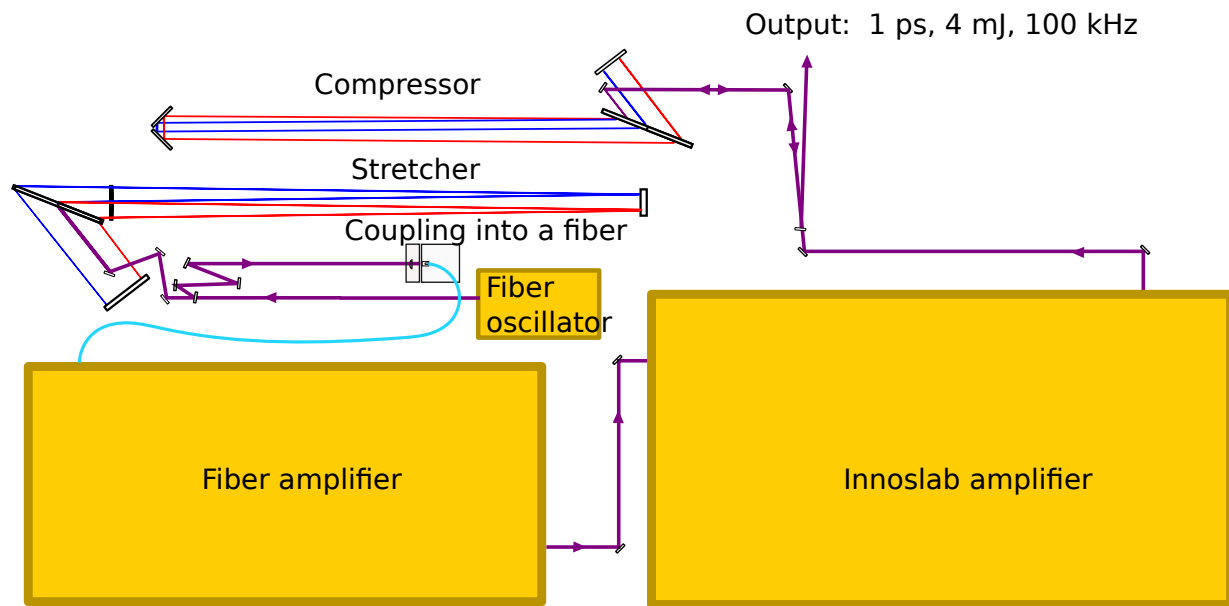 Output:  1 ps, 4 mJ, 100 kHz
Compressor
Stretcher
Coupling into a fiber
Fiber
oscillator
Fiber amplifier
Innoslab amplifier